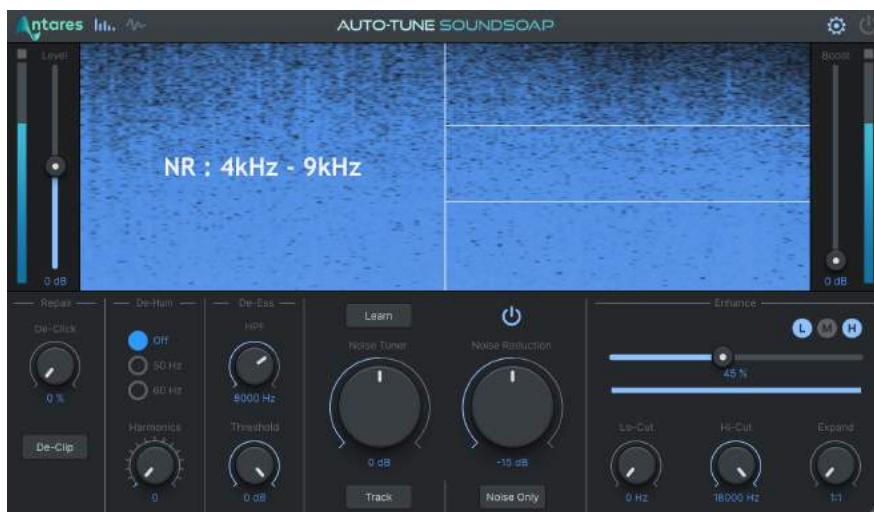 Antares
AUTO-TUNE SOUNDSOAP
Level
Boost
NR : 4kHz - 9kHz
0 dB
0 dB
Repair
De-Hum
De-Ess
Enhance
De-Click
0 %
De-Clip
Off
50 Hz
60 Hz
Harmonics
0
HPF
8000 Hz
Threshold
0 dB
Learn
Noise Tuner
0 dB
Track
Noise Reduction
-15 dB
Noise Only
L M H
45 %
Lo-Cut
Hi-Cut
Expand
0 Hz
18000 Hz
1:1